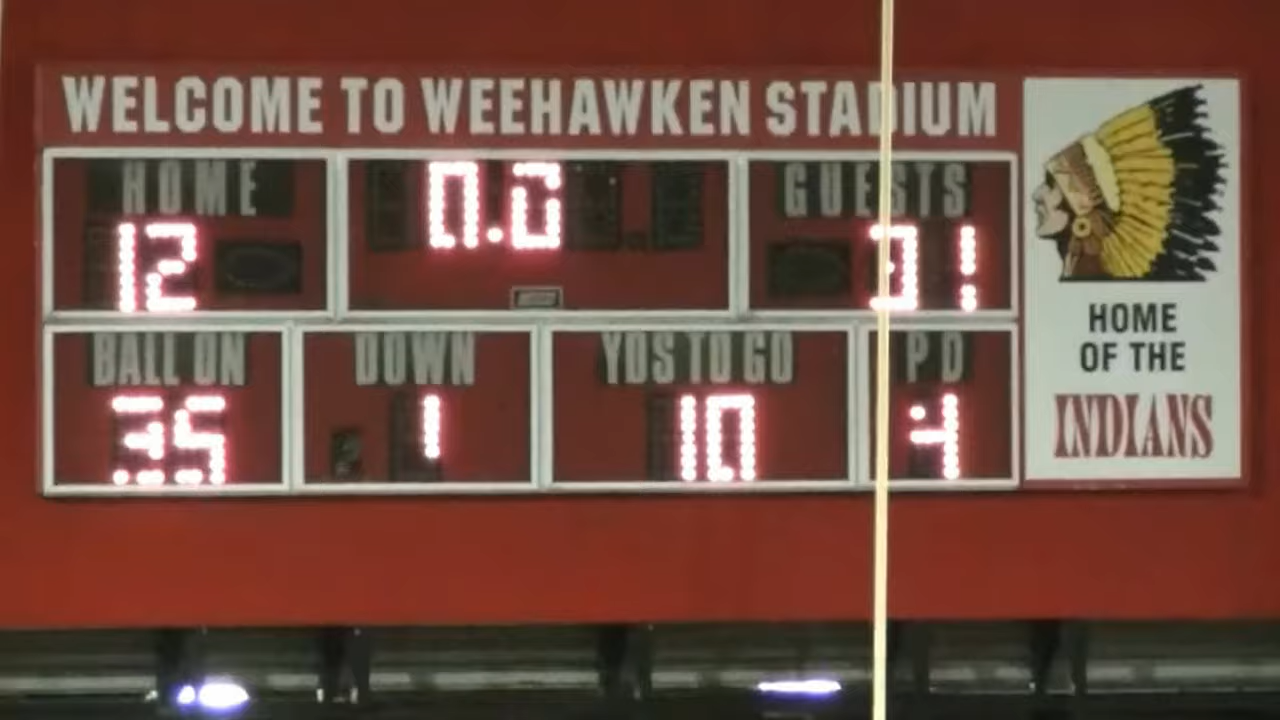 WELCOME TO WEEHAWKEN STADIUM
HOME 0.0 GUESTS
12 31
BALL ON DOWN YDS TO GO PD
35 1 10 4
HOME
OF THE
INDIANS